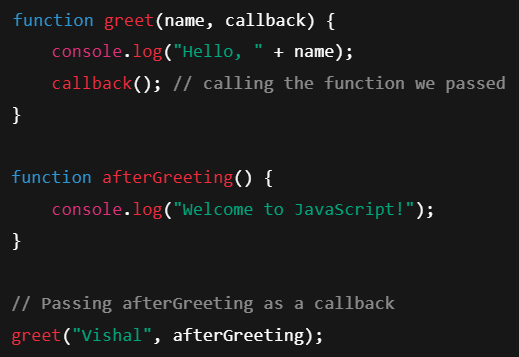 function greet(name, callback) {
    console.log("Hello, " + name);
    callback(); // calling the function we passed
}

function afterGreeting() {
    console.log("Welcome to JavaScript!");
}

// Passing afterGreeting as a callback
greet("Vishal", afterGreeting);